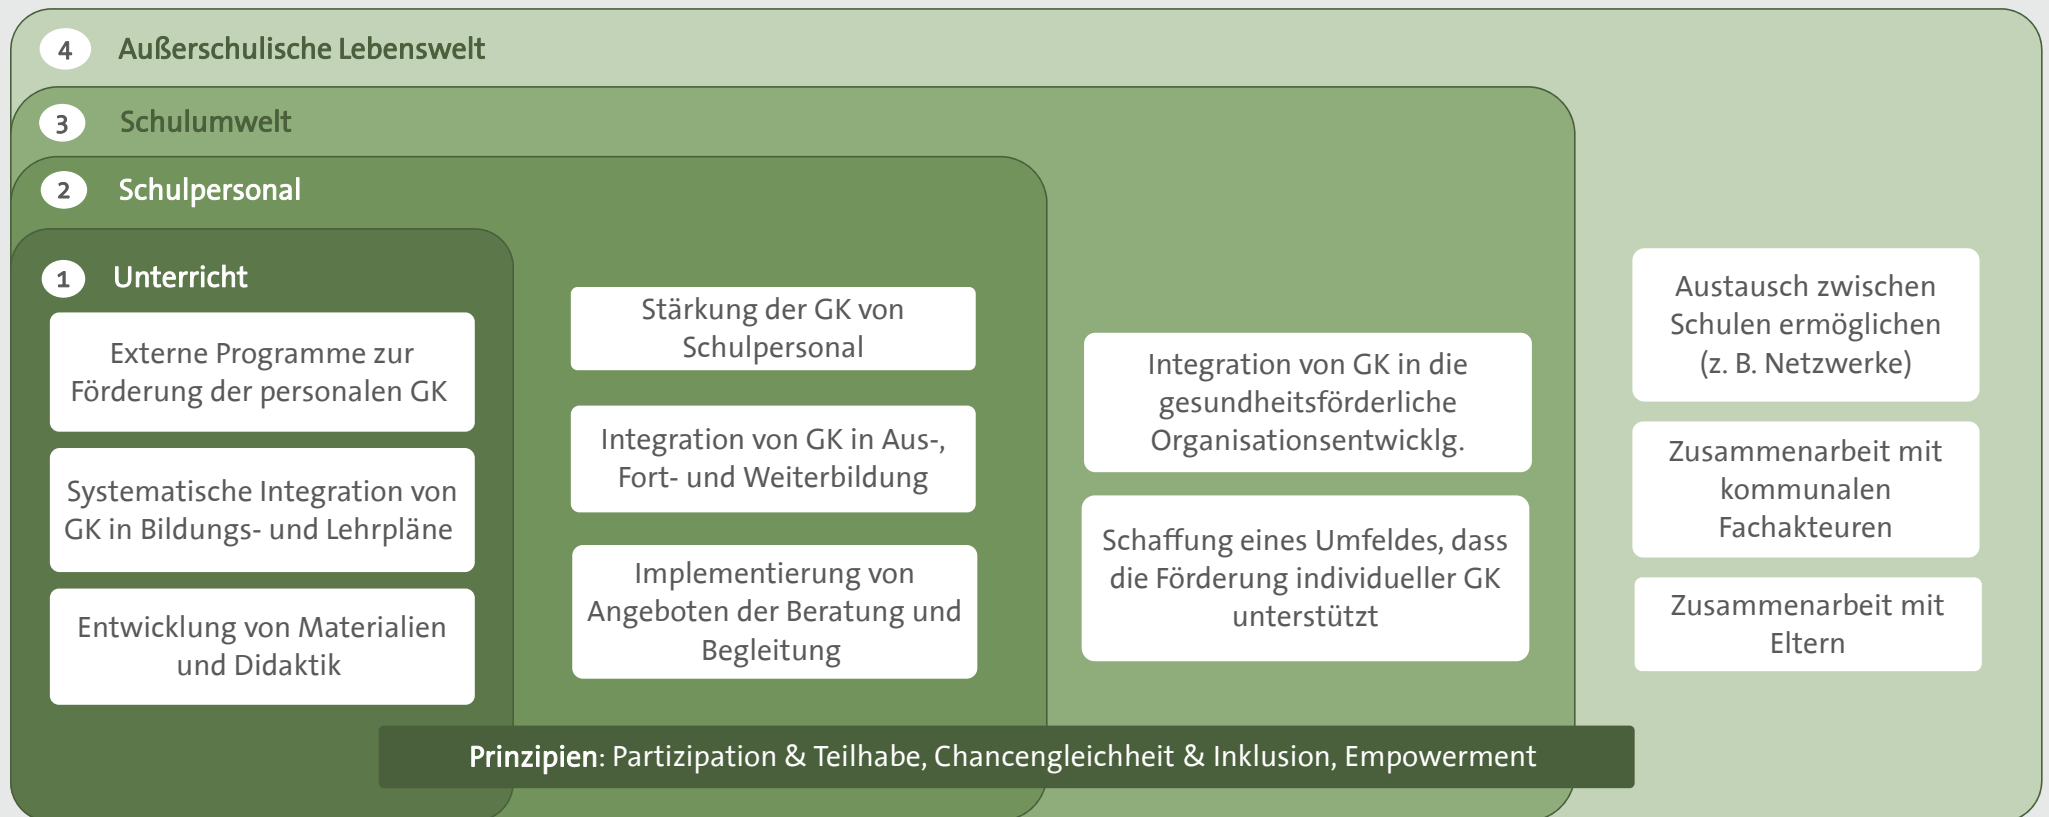 4 Außerschulische Lebenswelt
3 Schulumwelt
2 Schulpersonal
1 Unterricht
Externe Programme zur
Förderung der personalen GK
Systematische Integration von
GK in Bildungs- und Lehrpläne
Entwicklung von Materialien
und Didaktik
Stärkung der GK von
Schulpersonal
Integration von GK in Aus-,
Fort- und Weiterbildung
Implementierung von
Angeboten der Beratung und
Begleitung
Integration von GK in die
gesundheitsförderliche
Organisationsentwicklg.
Schaffung eines Umfeldes, dass
die Förderung individueller GK
unterstützt
Austausch zwischen
Schulen ermöglichen
(z. B. Netzwerke)
Zusammenarbeit mit
kommunalen
Fachakteuren
Zusammenarbeit mit
Eltern
Prinzipien: Partizipation & Teilhabe, Chancengleichheit & Inklusion, Empowerment